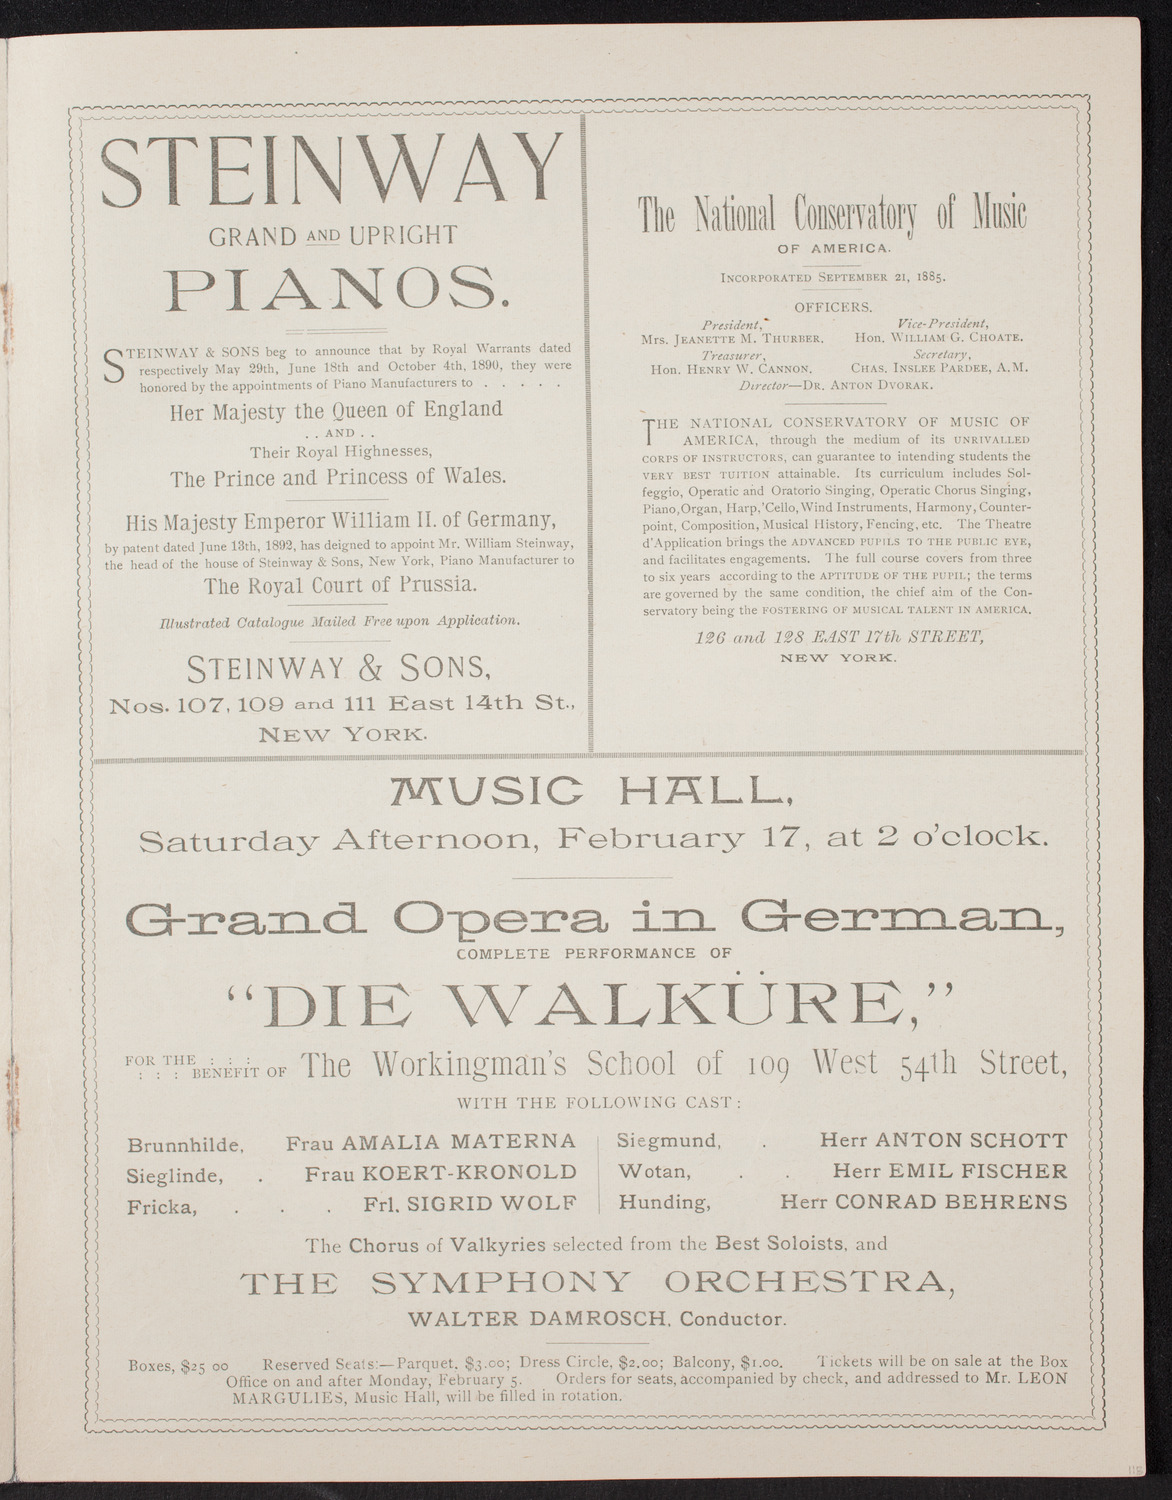 STEINWAY
GRAND AND UPRIGHT
PIANOS.
STEINWAY & SONS beg to announce that by Royal Warrants dated
respectively May 29th, June 18th and October 4th, 1890, they were
honored by the appointments of Piano Manufacturers to . . . . .
Her Majesty the Queen of England
. . AND . .
Their Royal Highnesses,
The Prince and Princess of Wales.
His Majesty Emperor William II. of Germany,
by patent dated June 13th, 1892, has deigned to appoint Mr. William Steinway,
the head of the house of Steinway & Sons, New York, Piano Manufacturer to
The Royal Court of Prussia.
Illustrated Catalogue Mailed Free upon Application.
STEINWAY & SONS,
Nos. 107, 109 and 111 East 14th St.,
NEW YORK.
The National Conservatory of Music
OF AMERICA.
INCORPORATED SEPTEMBER 21, 1885.
OFFICERS.
President, Vice-President,
MRS. JEANETTE M. THURBER. HON. WILLIAM G. CHOATE.
Treasurer, Secretary,
HON. HENRY W. CANNON. CHAS. INSLEE PARDEE, A.M.
Director—DR. ANTON DVORAK.
THE NATIONAL CONSERVATORY OF MUSIC OF
AMERICA, through the medium of its UNRIVALLED
CORPS OF INSTRUCTORS, can guarantee to intending students the
VERY BEST TUITION attainable. Its curriculum includes Sol-
feggio, Operatic and Oratorio Singing, Operatic Chorus Singing,
Piano, Organ, Harp, 'Cello, Wind Instruments, Harmony, Counter-
point, Composition, Musical History, Fencing, etc. The Theatre
d'Application brings the ADVANCED PUPILS TO THE PUBLIC EYE,
and facilitates engagements. The full course covers from three
to six years according to the APTITUDE OF THE PUPIL; the terms
are governed by the same condition, the chief aim of the Con-
servatory being the FOSTERING OF MUSICAL TALENT IN AMERICA.
126 and 128 EAST 17th STREET,
NEW YORK.
MUSIC HALL,
Saturday Afternoon, February 17, at 2 o'clock.
Grand Opera in German,
COMPLETE PERFORMANCE OF
"DIE WALKÜRE,"
FOR THE : : :
: : : BENEFIT OF The Workingman's School of 109 West 54th Street,
WITH THE FOLLOWING CAST:
Brunnhilde, Frau AMALIA MATERNA
Sieglinde, . Frau KOERT-KRONOLD
Fricka, . . . Frl. SIGRID WOLF
Siegmund, . Herr ANTON SCHOTT
Wotan, . . Herr EMIL FISCHER
Hunding, Herr CONRAD BEHRENS
The Chorus of Valkyries selected from the Best Soloists, and
THE SYMPHONY ORCHESTRA,
WALTER DAMROSCH, Conductor.
Boxes, $25 00 Reserved Seats:—Parquet. $3.00; Dress Circle, $2.00; Balcony, $1.00. Tickets will be on sale at the Box
Office on and after Monday, February 5. Orders for seats, accompanied by check, and addressed to Mr. LEON
MARGULIES, Music Hall, will be filled in rotation.